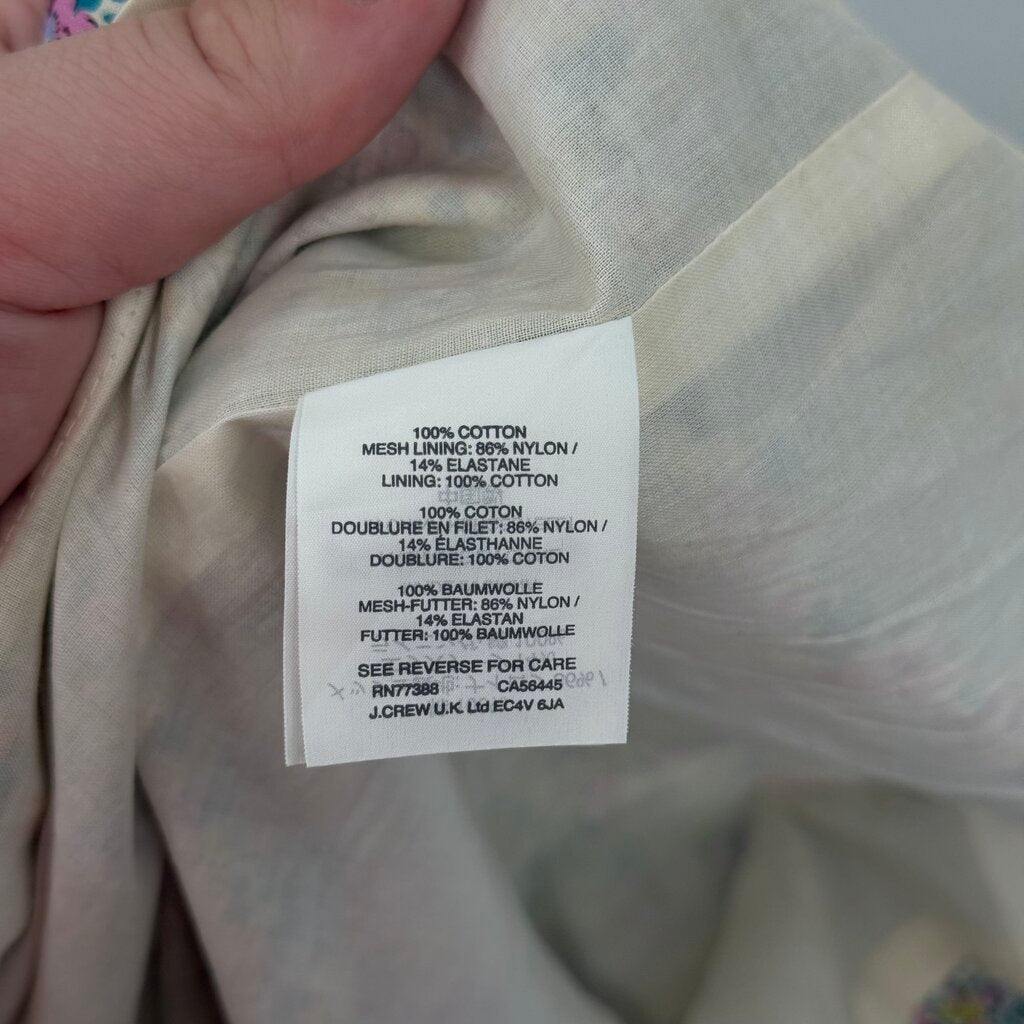 100% COTTON
MESH LINING: 86% NYLON /
14% ELASTANE
LINING: 100% COTTON
100% COTON
DOUBLURE EN FILET: 86% NYLON /
14% ÉLASTHANNE
DOUBLURE: 100% COTON
100% BAUMWOLLE
MESH-FUTTER: 86% NYLON /
14% ELASTAN
FUTTER: 100% BAUMWOLLE
SEE REVERSE FOR CARE
RN77388 CA56445
J.CREW U.K. Ltd EC4V 6JA